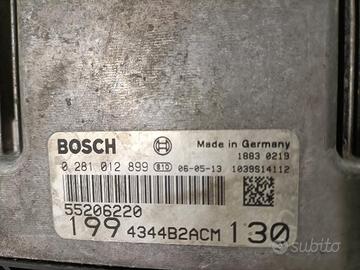 BOSCH
Made in Germany
1883 0219
0 281 012 899 810 06-05-13 1039S14112
55206220
199 4344B2ACM 130
subito